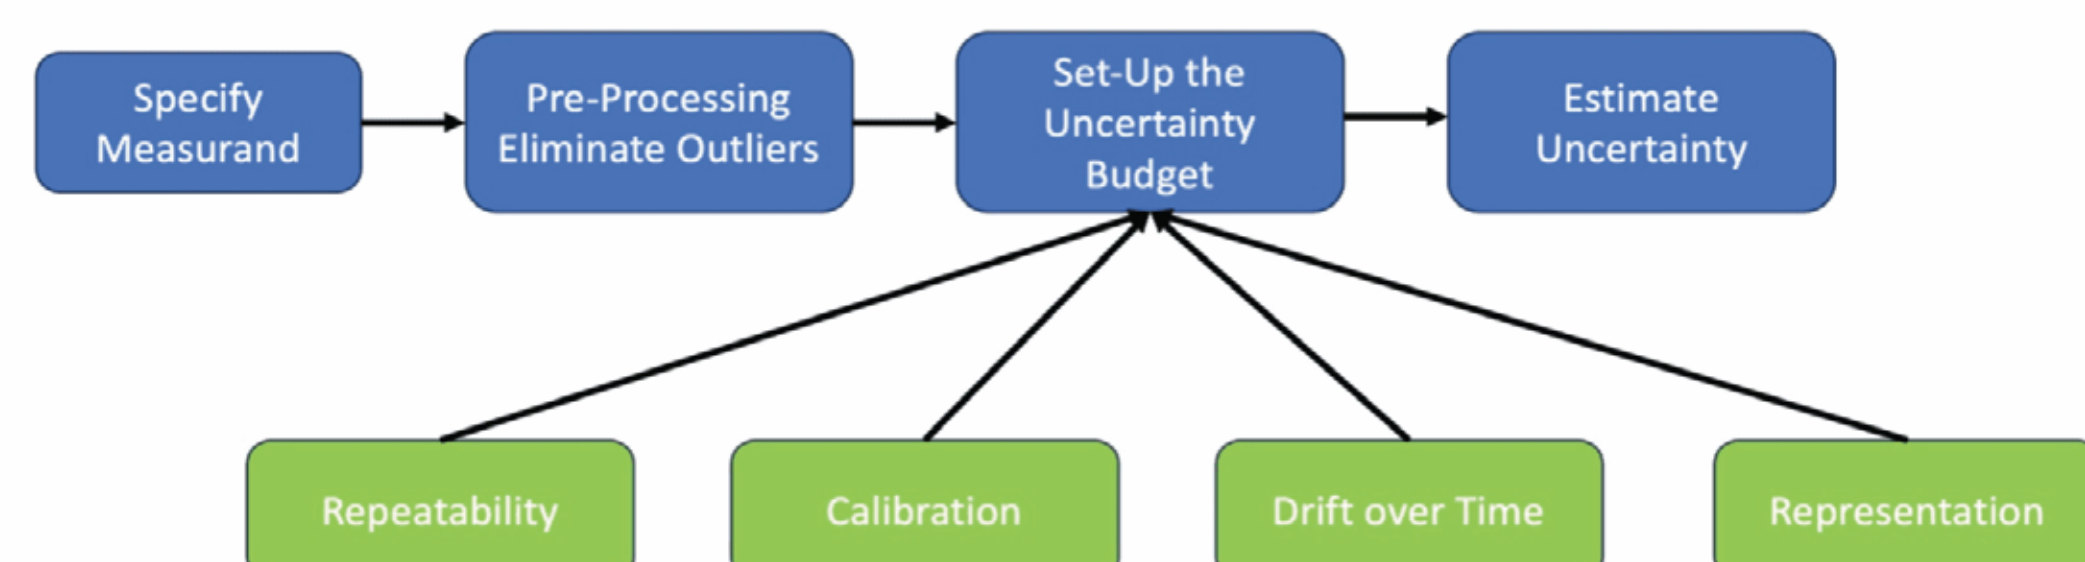 Specify
Measurand
Pre-Processing
Eliminate Outliers
Set-Up the
Uncertainty
Budget
Estimate
Uncertainty
Repeatability
Calibration
Drift over Time
Representation